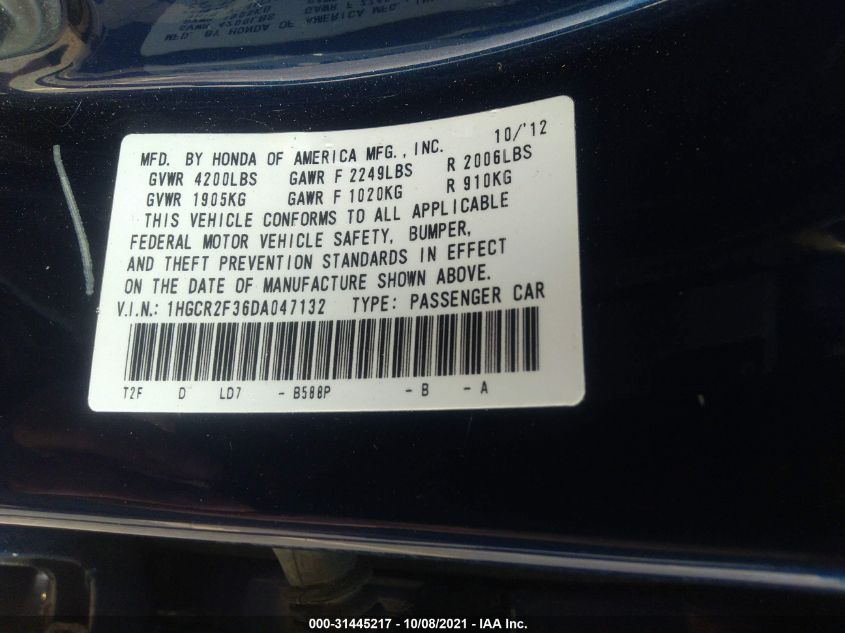 MFD. BY HONDA OF AMERICA MFG., INC. 10/'12
GVWR 4200LBS GAWR F 2249LBS R 2006LBS
GVWR 1905KG GAWR F 1020KG R 910KG
THIS VEHICLE CONFORMS TO ALL APPLICABLE
FEDERAL MOTOR VEHICLE SAFETY, BUMPER,
AND THEFT PREVENTION STANDARDS IN EFFECT
ON THE DATE OF MANUFACTURE SHOWN ABOVE.
V.I.N.: 1HGCR2F36DA047132 TYPE: PASSENGER CAR
T2F D LD7 - B588P - B - A
000-31445217 - 10/08/2021 - IAA Inc.